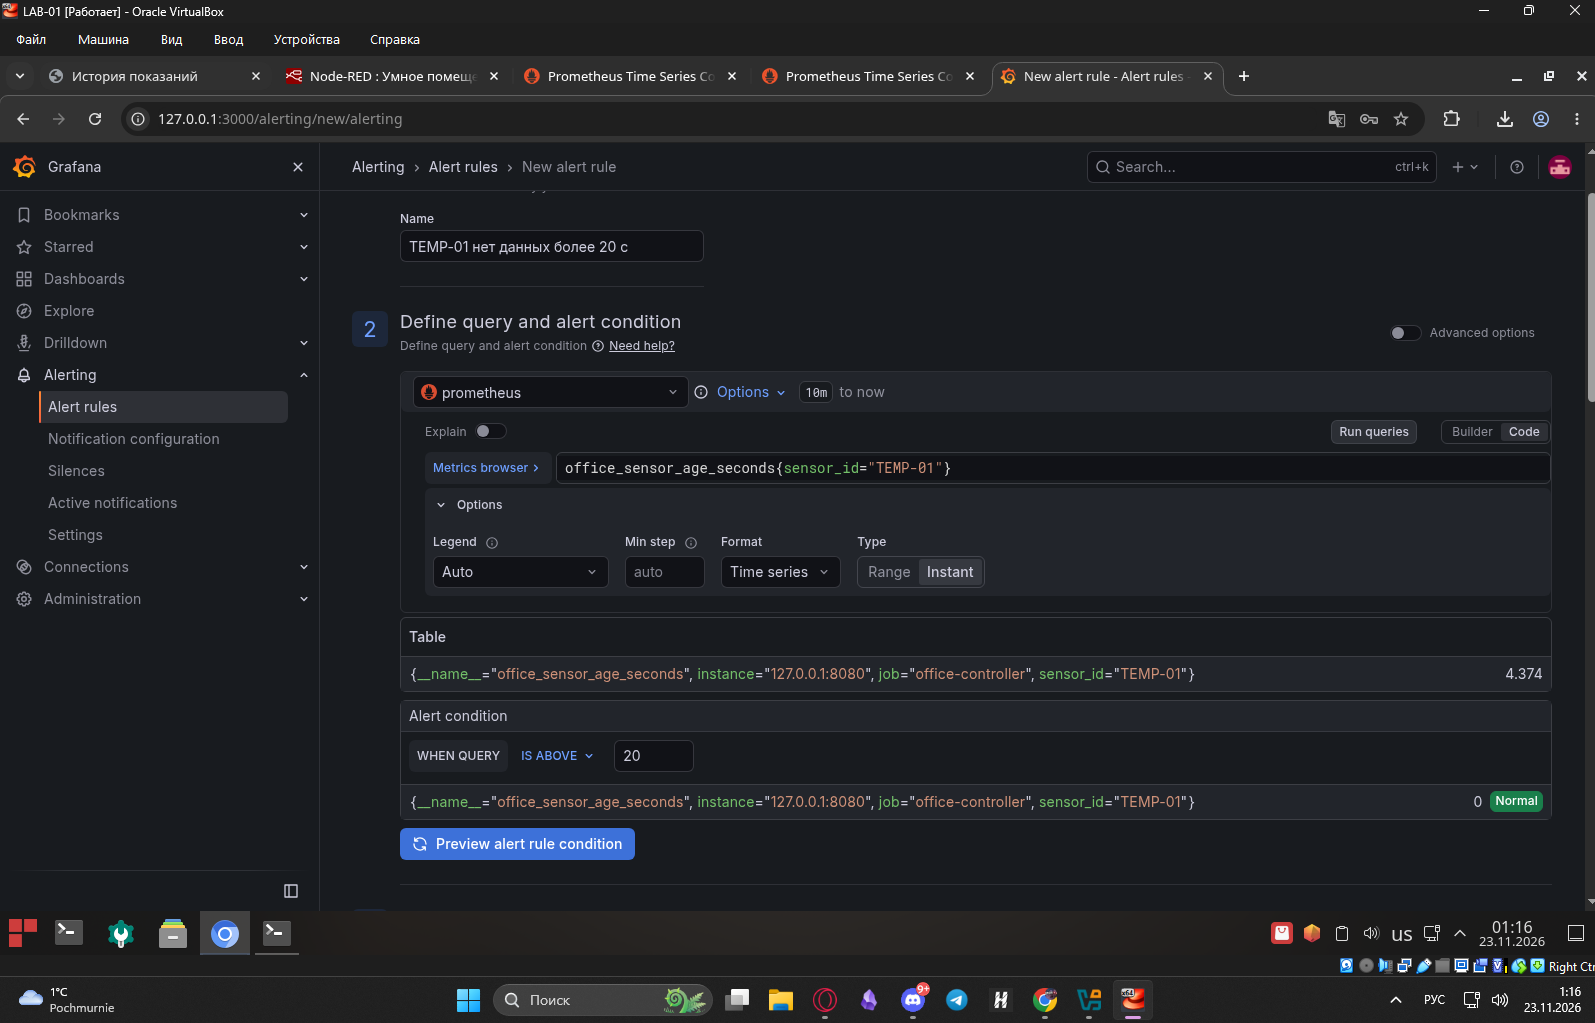 LAB-01 [Работает] - Oracle VirtualBox
Файл Машина Вид Ввод Устройства Справка
История показаний
Node-RED : Умное помеще
Prometheus Time Series Co
Prometheus Time Series Co
New alert rule - Alert rules -
127.0.0.1:3000/alerting/new/alerting
Grafana
Alerting › Alert rules › New alert rule
Search... ctrl+k
Bookmarks
Starred
Dashboards
Explore
Drilldown
Alerting
Alert rules
Notification configuration
Silences
Active notifications
Settings
Connections
Administration
Name
TEMP-01 нет данных более 20 с
2 Define query and alert condition
Define query and alert condition Need help?
Advanced options
prometheus Options 10m to now
Explain Run queries Builder Code
Metrics browser › office_sensor_age_seconds{sensor_id="TEMP-01"}
Options
Legend Min step Format Type
Auto auto Time series Range Instant
Table
{__name__="office_sensor_age_seconds", instance="127.0.0.1:8080", job="office-controller", sensor_id="TEMP-01"} 4.374
Alert condition
WHEN QUERY IS ABOVE 20
{__name__="office_sensor_age_seconds", instance="127.0.0.1:8080", job="office-controller", sensor_id="TEMP-01"} 0 Normal
Preview alert rule condition
us 01:16
23.11.2026
Right Ctr
1°C
Pochmurnie
Поиск
9+
x64
РУС 1:16
23.11.2026